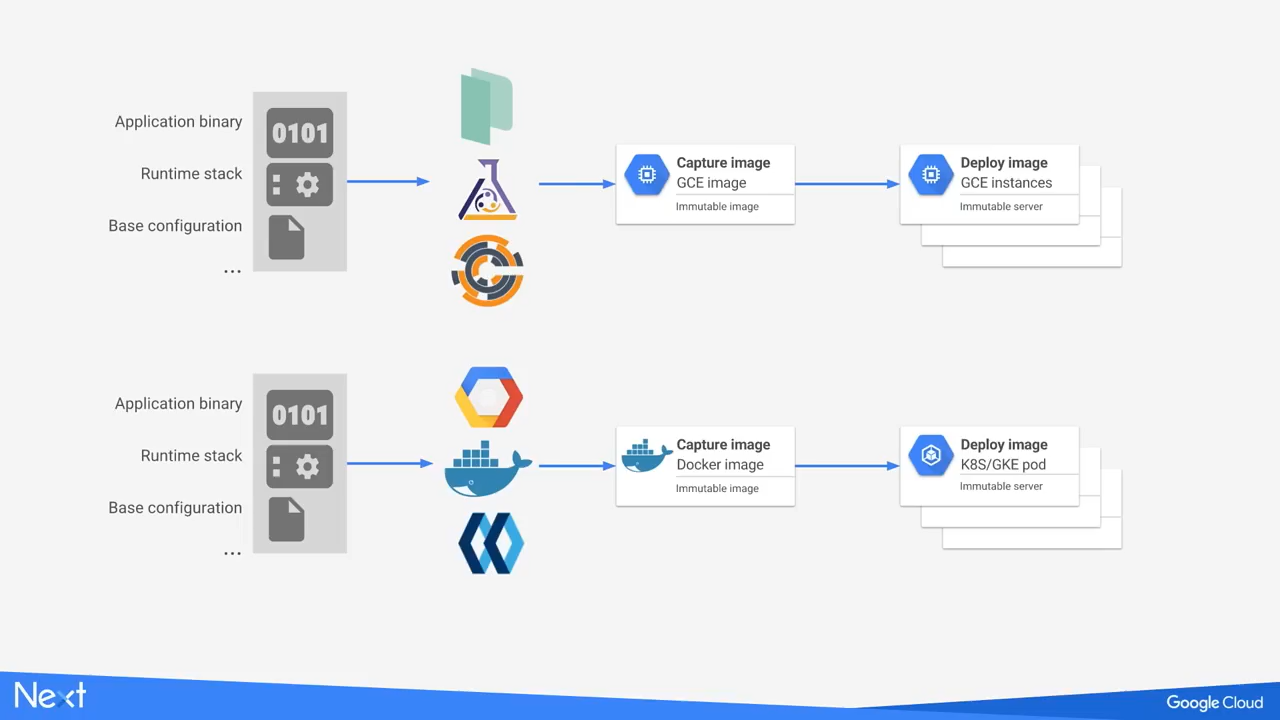 Application binary
0101
Runtime stack
Base configuration
...
Capture image
GCE image
Immutable image
Deploy image
GCE instances
Immutable server
Application binary
0101
Runtime stack
Base configuration
...
Capture image
Docker image
Immutable image
Deploy image
K8S/GKE pod
Immutable server
Next
Google Cloud